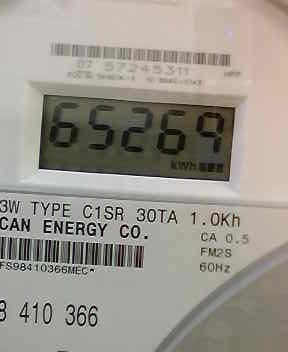 07 57245311
65269
kWh
3W TYPE C1SR 30TA 1.0Kh
CAN ENERGY CO.
CA 0.5
FM2S
60Hz
FS98410366MEC*
8 410 366